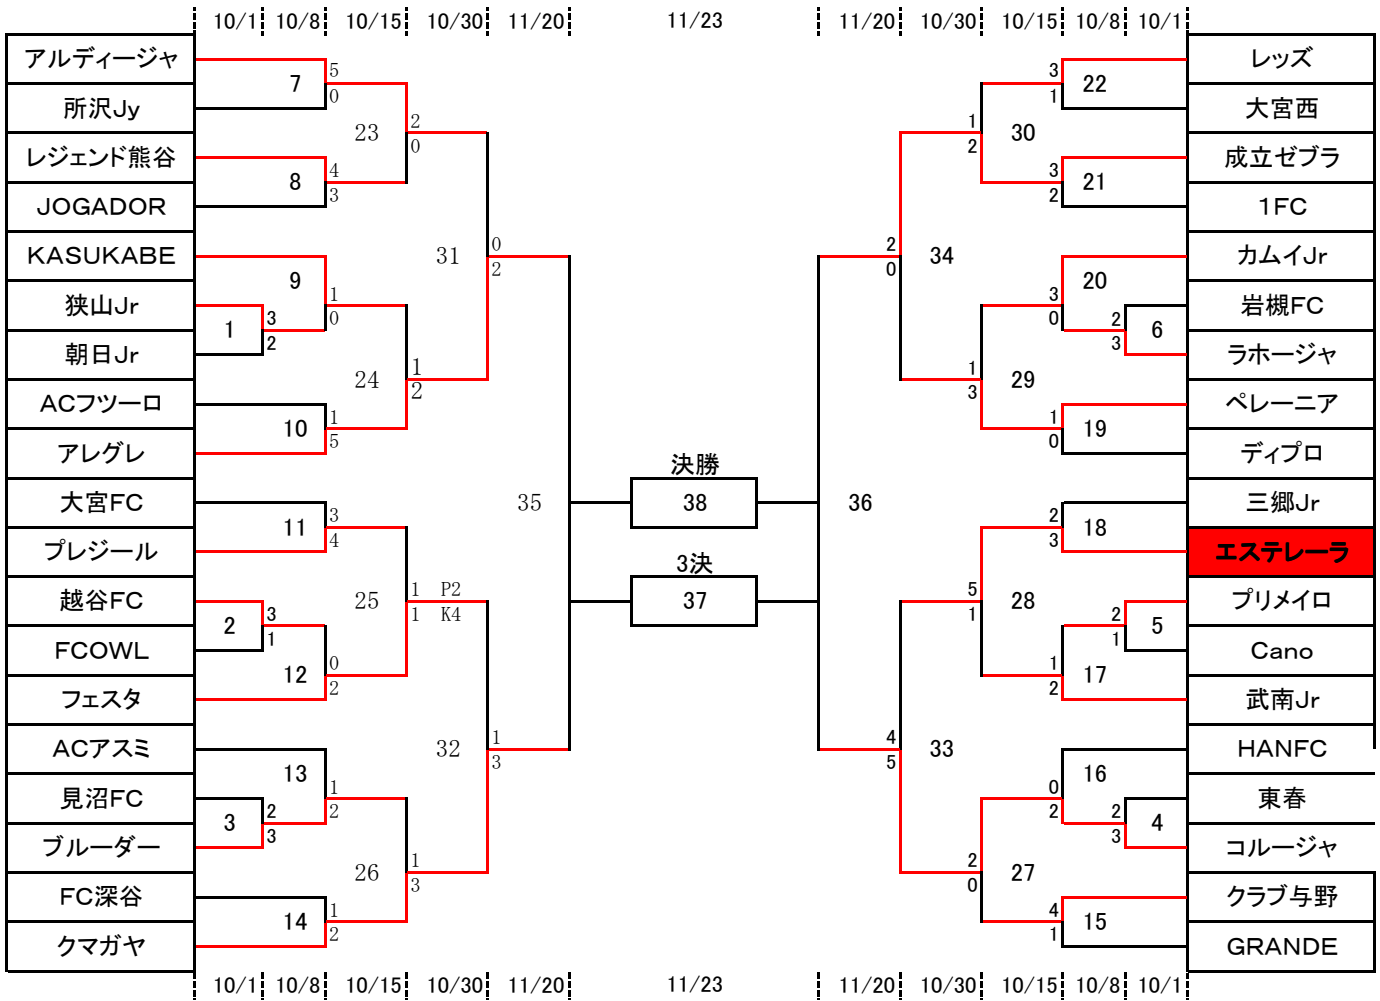 10/1 10/8 10/15 10/30 11/20 11/23 11/20 10/30 10/15 10/8 10/1
アルディージャ
所沢Jy
レジェンド熊谷
JOGADOR
KASUKABE
狭山Jr
朝日Jr
ACフツーロ
アレグレ
大宮FC
プレジール
越谷FC
FCOWL
フェスタ
ACアスミ
見沼FC
ブルーダー
FC深谷
クマガヤ
1
3
2
2
3
1
3
2
3
7
5
0
8
4
3
9
1
0
10
1
5
11
3
4
12
0
2
13
1
2
14
1
2
23
2
0
24
1
2
25
1 P2
1 K4
26
1
3
31
0
2
32
1
3
35
決勝
38
3決
37
36
2
0
34
4
5
33
1
2
30
1
3
29
5
1
28
2
0
27
3
1
22
3
2
21
3
0
20
1
0
19
2
3
18
1
2
17
0
2
16
4
1
15
2
3
6
2
1
5
2
3
4
レッズ
大宮西
成立ゼブラ
1FC
カムイJr
岩槻FC
ラホージャ
ペレーニア
ディプロ
三郷Jr
エステレーラ
プリメイロ
Cano
武南Jr
HANFC
東春
コルージャ
クラブ与野
GRANDE
10/1 10/8 10/15 10/30 11/20 11/23 11/20 10/30 10/15 10/8 10/1